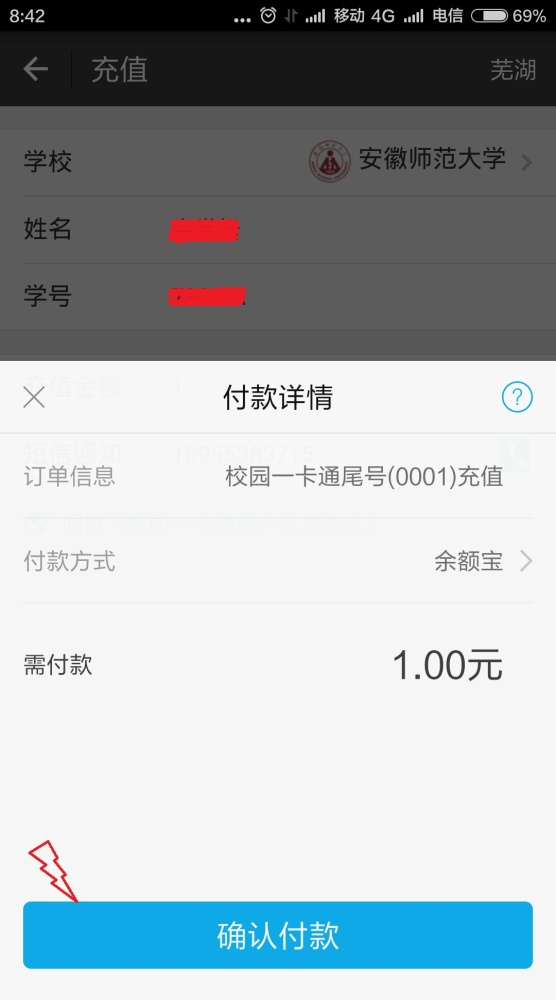 8:42 ... 移动 4G 电信 69%
充值 芜湖
学校 安徽师范大学
姓名
学号
付款详情 ?
订单信息 校园一卡通尾号(0001)充值
付款方式 余额宝
需付款 1.00元
确认付款